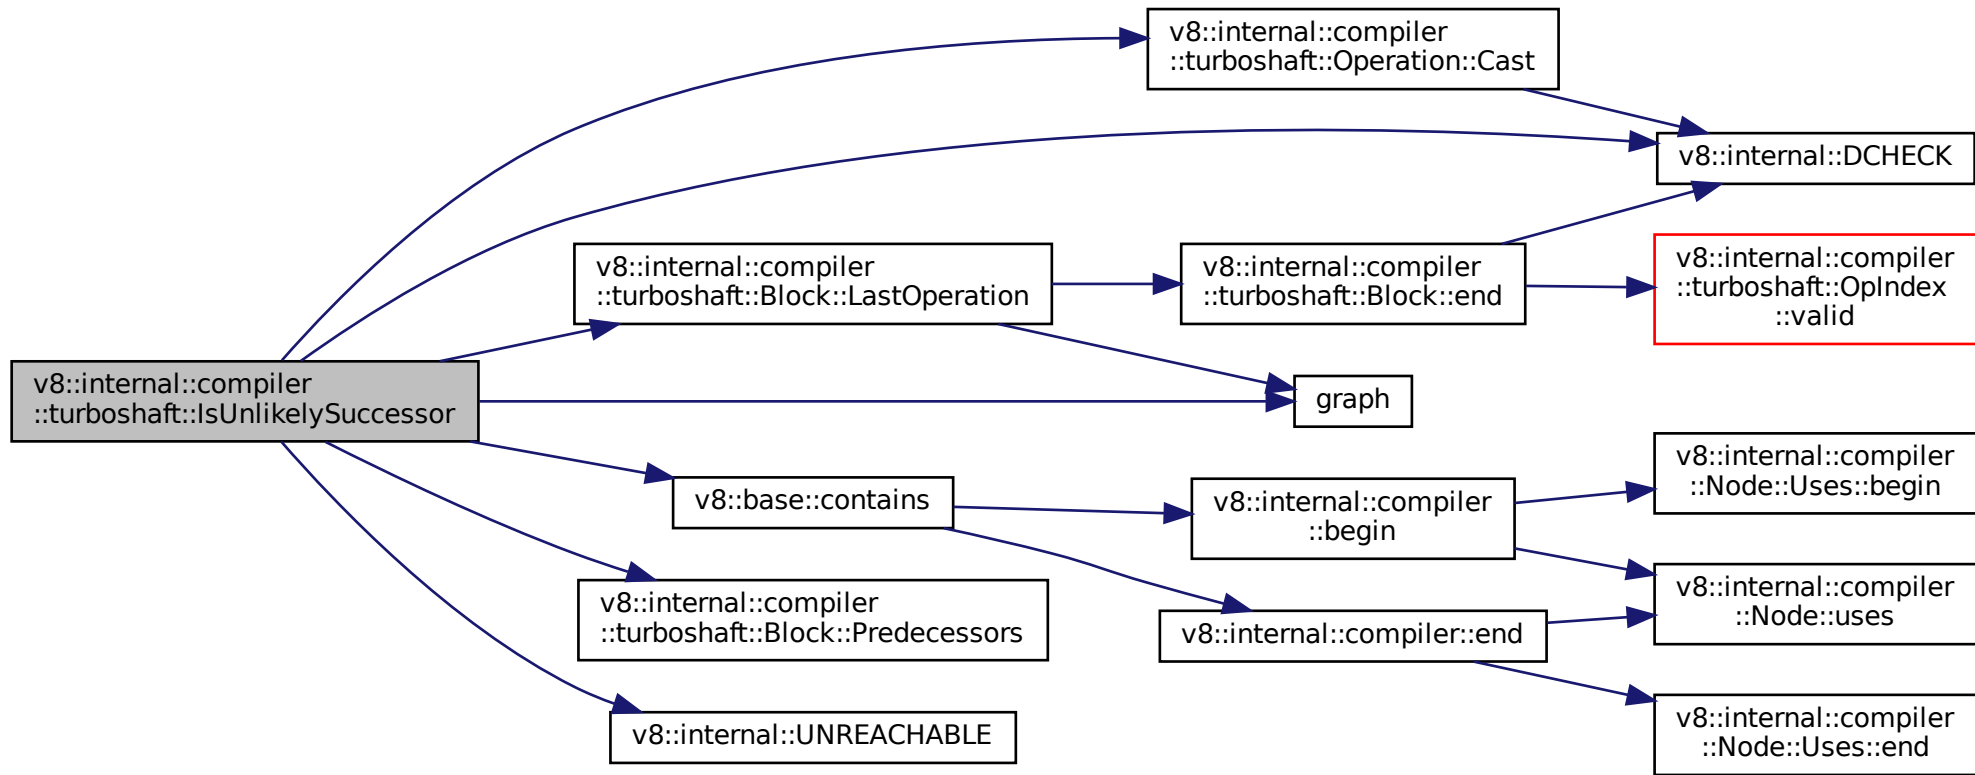 v8::internal::compiler
::turboshaft::IsUnlikelySuccessor
v8::internal::compiler
::turboshaft::Operation::Cast
v8::internal::DCHECK
v8::internal::compiler
::turboshaft::Block::LastOperation
v8::internal::compiler
::turboshaft::Block::end
v8::internal::compiler
::turboshaft::OpIndex
::valid
graph
v8::base::contains
v8::internal::compiler
::begin
v8::internal::compiler
::Node::Uses::begin
v8::internal::compiler
::Node::uses
v8::internal::compiler::end
v8::internal::compiler
::Node::Uses::end
v8::internal::compiler
::turboshaft::Block::Predecessors
v8::internal::UNREACHABLE